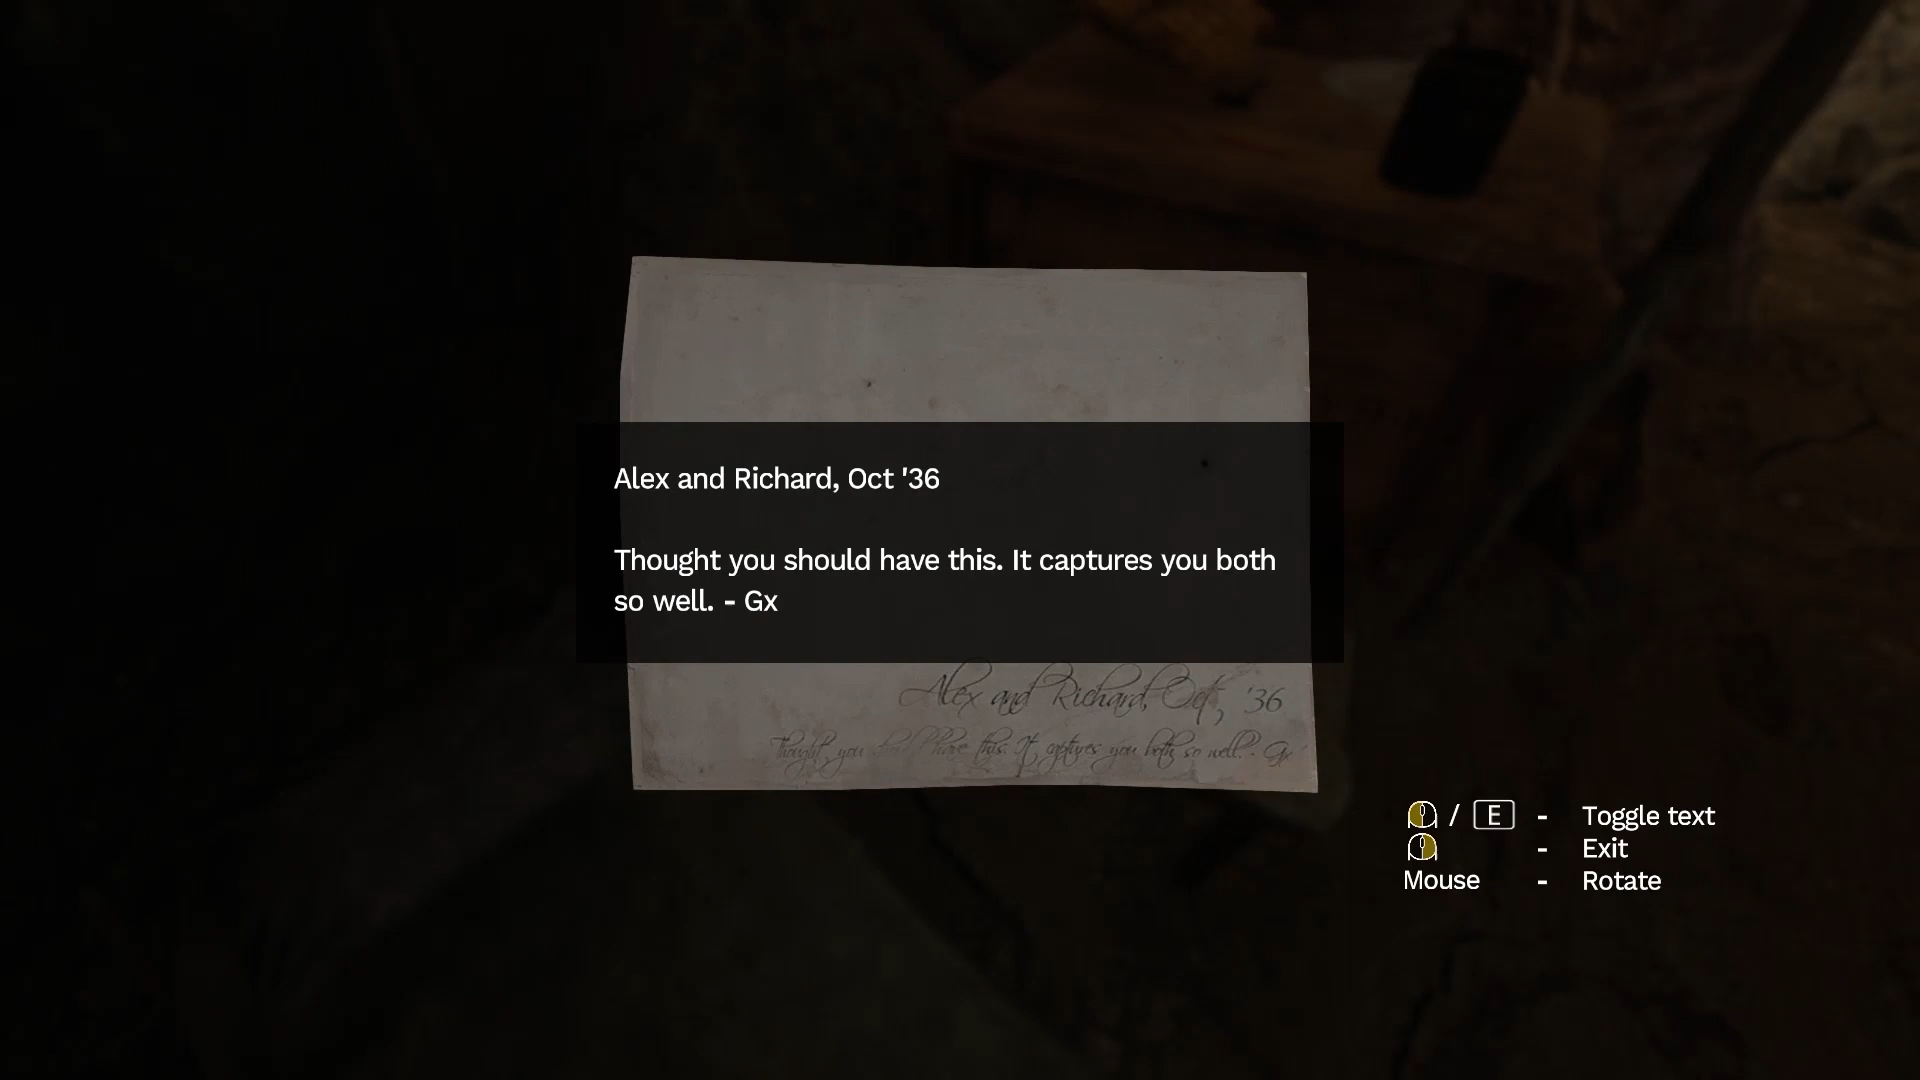 Alex and Richard, Oct '36
Thought you should have this. It captures you both
so well. - Gx
Alex and Richard, Oct, '36
Thought you should have this. It captures you both so well. - Gx
/ E - Toggle text
- Exit
Mouse - Rotate